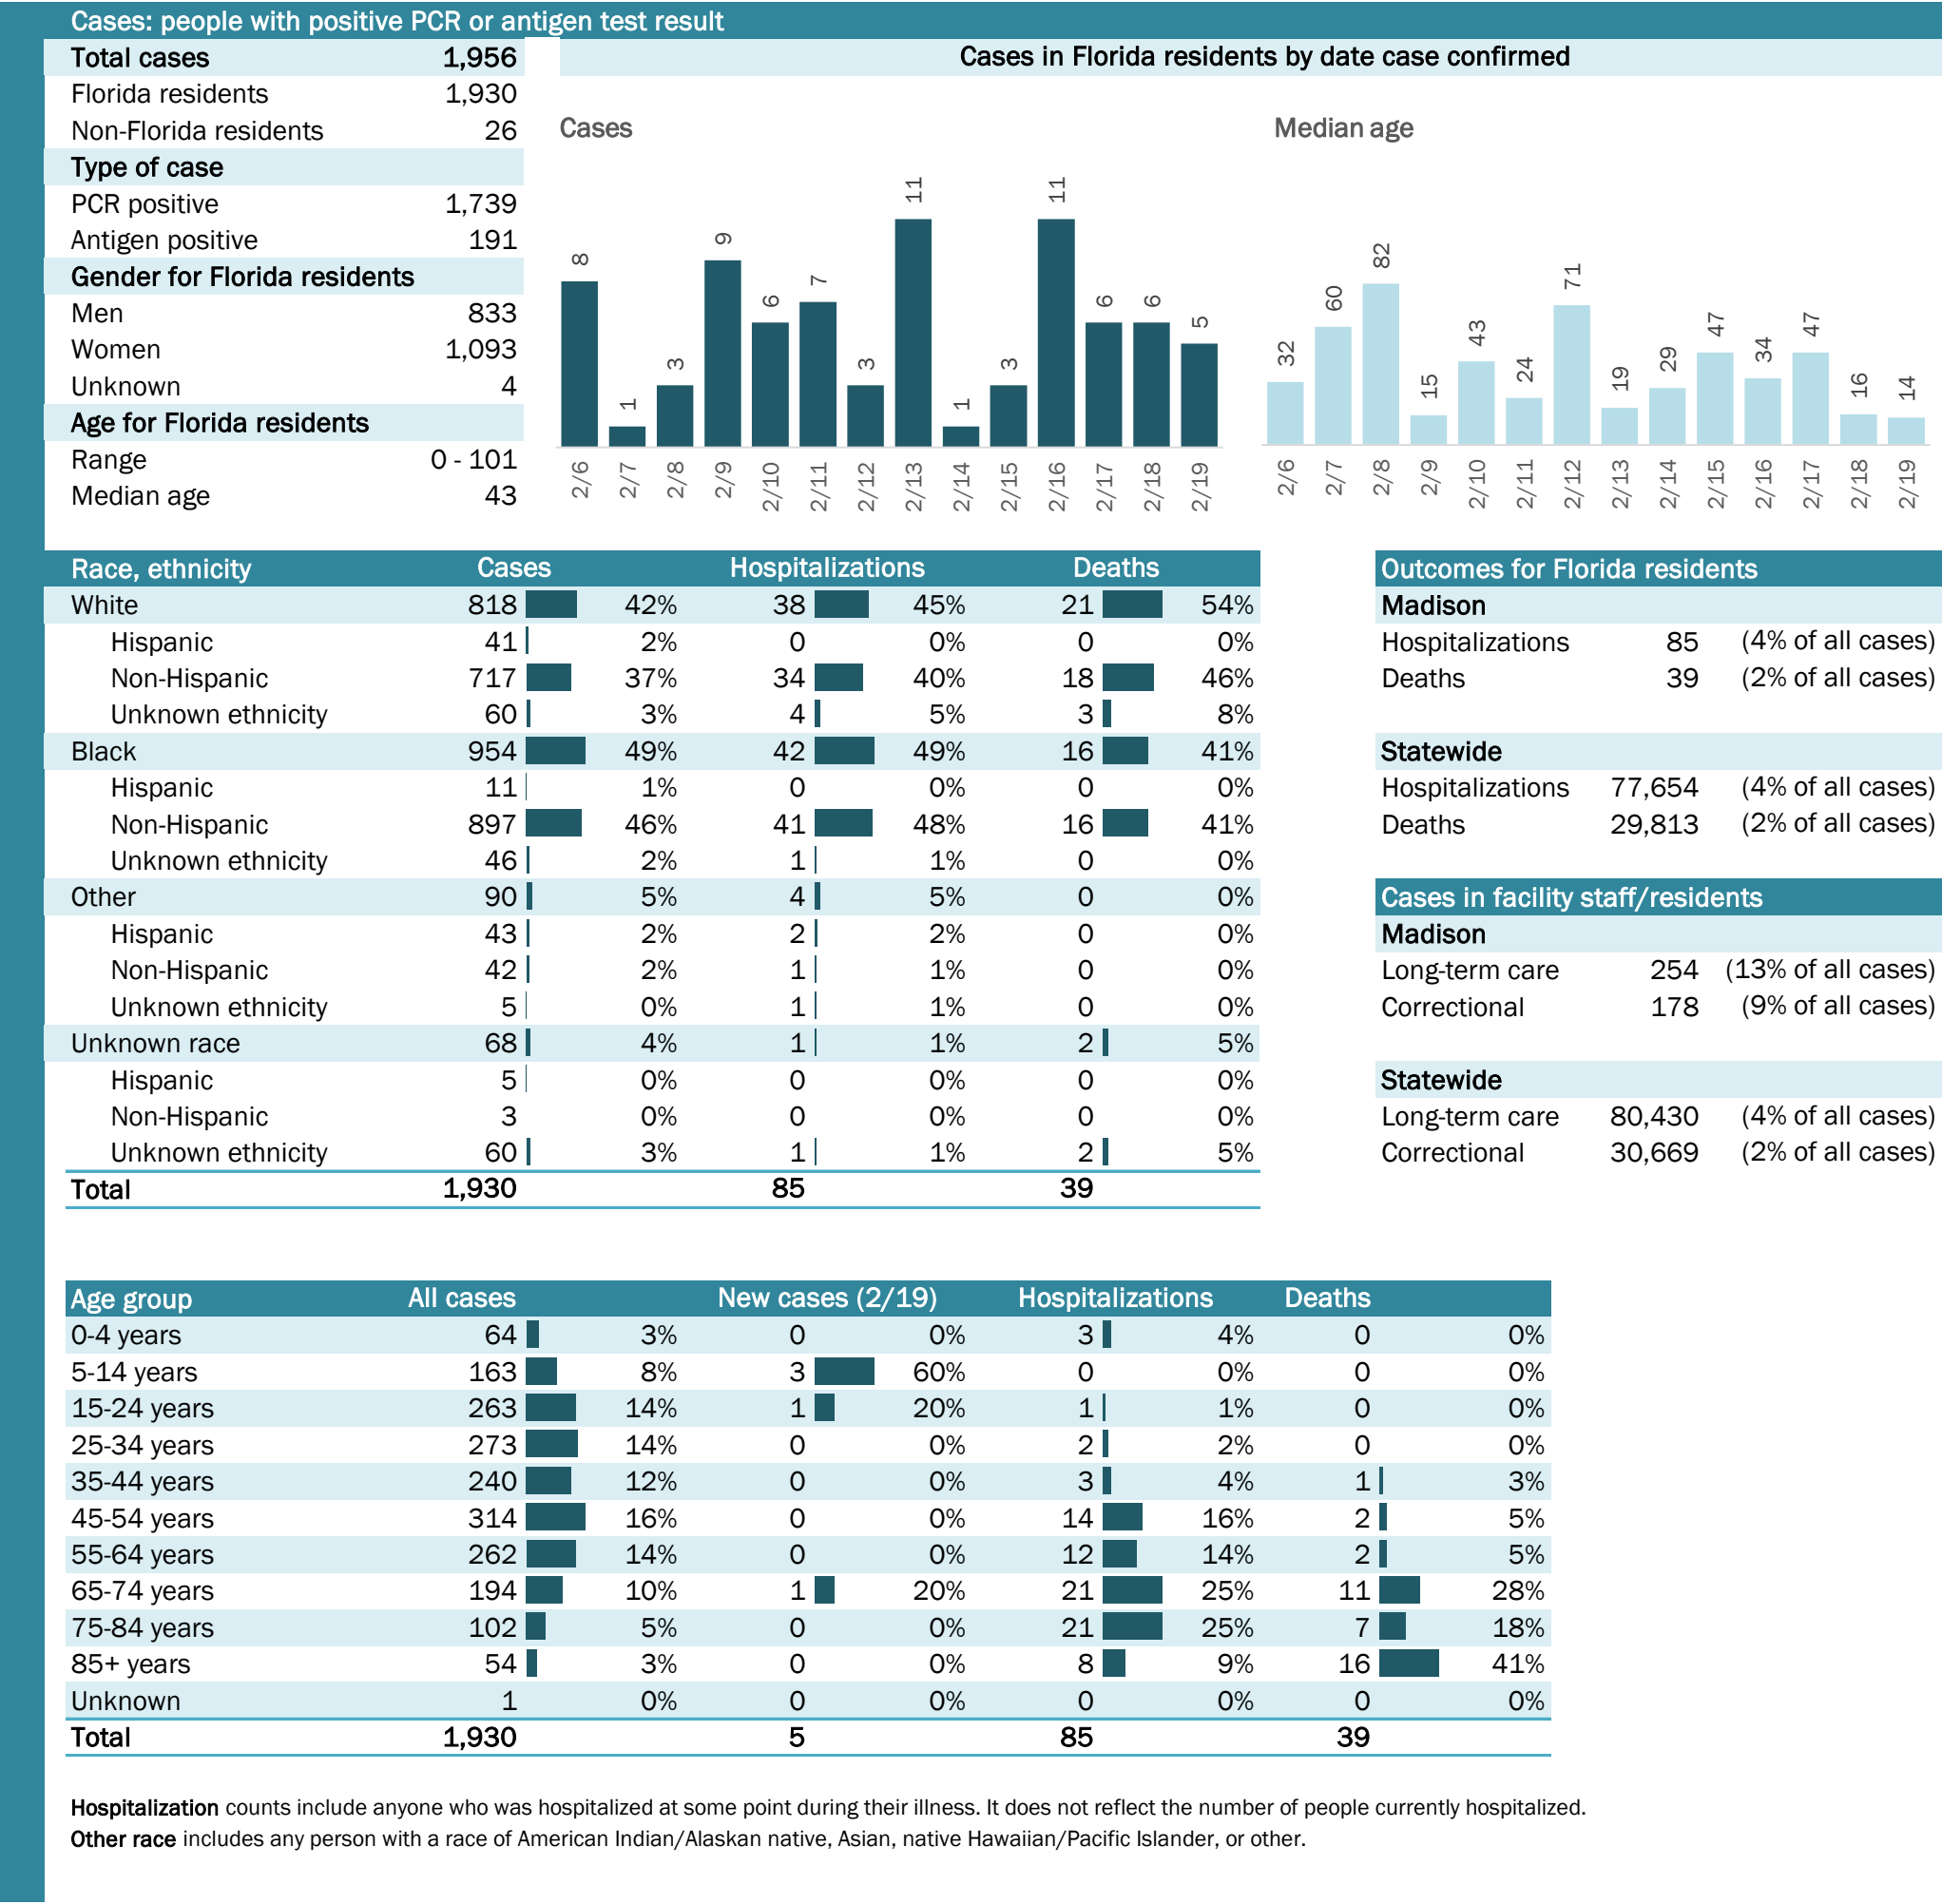 Cases: people with positive PCR or antigen test result
Total cases 1,956
Florida residents 1,930
Non-Florida residents 26
Type of case
PCR positive 1,739
Antigen positive 191
Gender for Florida residents
Men 833
Women 1,093
Unknown 4
Age for Florida residents
Range 0 - 101
Median age 43
Cases in Florida residents by date case confirmed
Cases
8 1 3 9 6 7 3 11 1 3 11 6 6 5
2/6 2/7 2/8 2/9 2/10 2/11 2/12 2/13 2/14 2/15 2/16 2/17 2/18 2/19
Median age
32 60 82 15 43 24 71 19 29 47 34 47 16 14
2/6 2/7 2/8 2/9 2/10 2/11 2/12 2/13 2/14 2/15 2/16 2/17 2/18 2/19
Race, ethnicity Cases Hospitalizations Deaths
White 818 42% 38 45% 21 54%
Hispanic 41 2% 0 0% 0 0%
Non-Hispanic 717 37% 34 40% 18 46%
Unknown ethnicity 60 3% 4 5% 3 8%
Black 954 49% 42 49% 16 41%
Hispanic 11 1% 0 0% 0 0%
Non-Hispanic 897 46% 41 48% 16 41%
Unknown ethnicity 46 2% 1 1% 0 0%
Other 90 5% 4 5% 0 0%
Hispanic 43 2% 2 2% 0 0%
Non-Hispanic 42 2% 1 1% 0 0%
Unknown ethnicity 5 0% 1 1% 0 0%
Unknown race 68 4% 1 1% 2 5%
Hispanic 5 0% 0 0% 0 0%
Non-Hispanic 3 0% 0 0% 0 0%
Unknown ethnicity 60 3% 1 1% 2 5%
Total 1,930 85 39
Outcomes for Florida residents
Madison
Hospitalizations 85 (4% of all cases)
Deaths 39 (2% of all cases)
Statewide
Hospitalizations 77,654 (4% of all cases)
Deaths 29,813 (2% of all cases)
Cases in facility staff/residents
Madison
Long-term care 254 (13% of all cases)
Correctional 178 (9% of all cases)
Statewide
Long-term care 80,430 (4% of all cases)
Correctional 30,669 (2% of all cases)
Age group All cases New cases (2/19) Hospitalizations Deaths
0-4 years 64 3% 0 0% 3 4% 0 0%
5-14 years 163 8% 3 60% 0 0% 0 0%
15-24 years 263 14% 1 20% 1 1% 0 0%
25-34 years 273 14% 0 0% 2 2% 0 0%
35-44 years 240 12% 0 0% 3 4% 1 3%
45-54 years 314 16% 0 0% 14 16% 2 5%
55-64 years 262 14% 0 0% 12 14% 2 5%
65-74 years 194 10% 1 20% 21 25% 11 28%
75-84 years 102 5% 0 0% 21 25% 7 18%
85+ years 54 3% 0 0% 8 9% 16 41%
Unknown 1 0% 0 0% 0 0% 0 0%
Total 1,930 5 85 39
Hospitalization counts include anyone who was hospitalized at some point during their illness. It does not reflect the number of people currently hospitalized.
Other race includes any person with a race of American Indian/Alaskan native, Asian, native Hawaiian/Pacific Islander, or other.